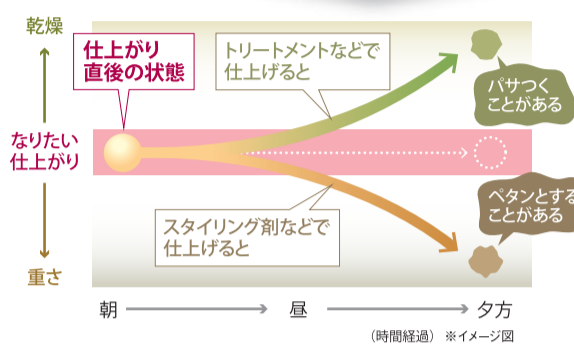 乾燥
仕上がり
直後の状態
トリートメントなどで
仕上げると
パサつく
ことがある
なりたい
仕上がり
スタイリング剤などで
仕上げると
ペタンとする
ことがある
重さ
朝 昼 夕方
（時間経過）※イメージ図